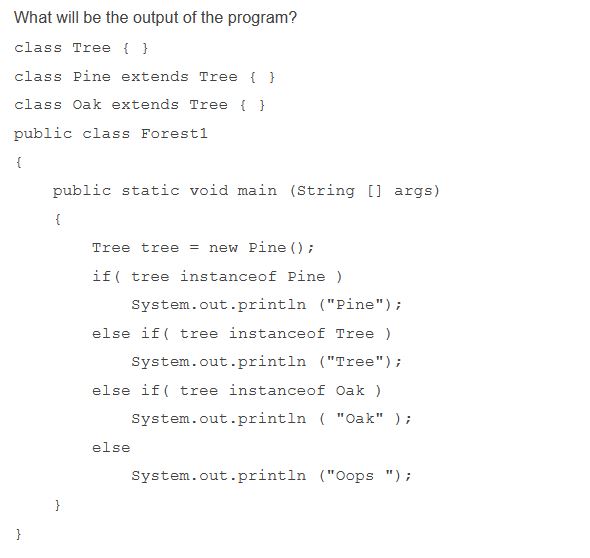 What will be the output of the program?
class Tree { }
class Pine extends Tree { }
class Oak extends Tree { }
public class Forest1
{
    public static void main (String [] args)
    {
        Tree tree = new Pine();
        if( tree instanceof Pine )
            System.out.println ("Pine");
        else if( tree instanceof Tree )
            System.out.println ("Tree");
        else if( tree instanceof Oak )
            System.out.println ( "Oak" );
        else
            System.out.println ("Oops ");
    }
}